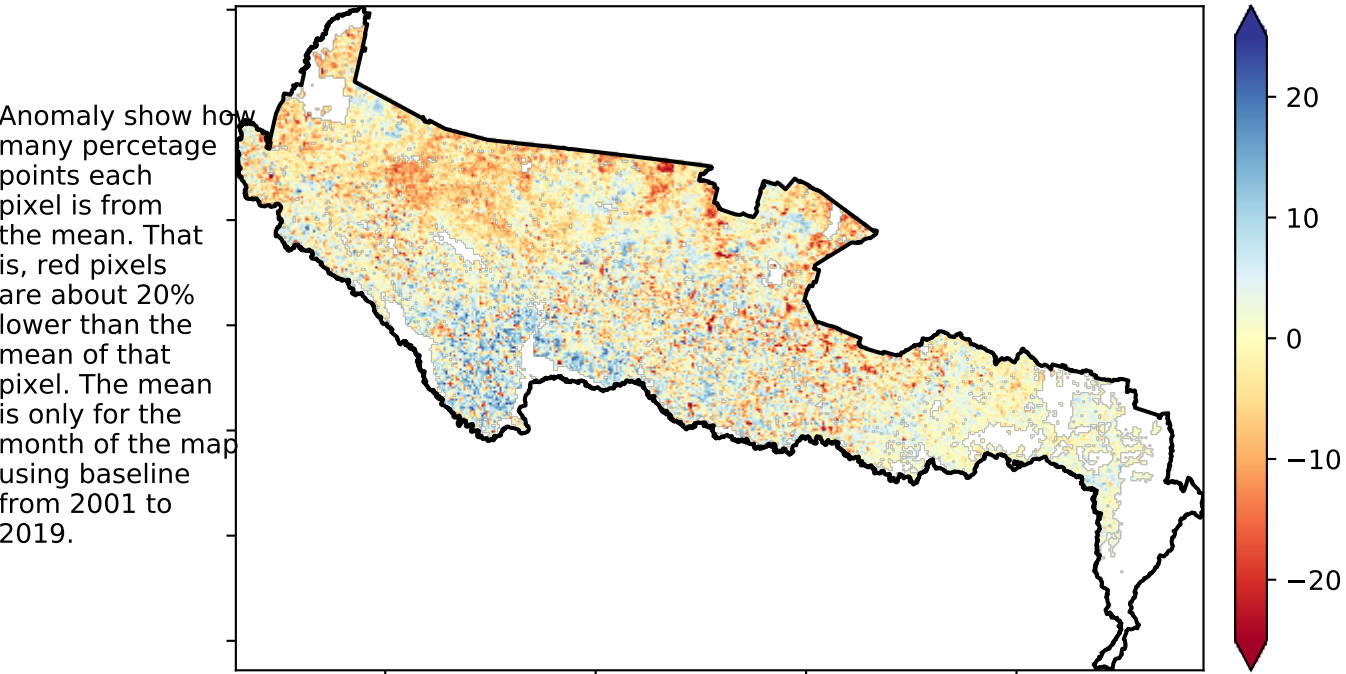 Anomaly show how
many percetage
points each
pixel is from
the mean. That
is, red pixels
are about 20%
lower than the
mean of that
pixel. The mean
is only for the
month of the map
using baseline
from 2001 to
2019.
20
10
0
−10
−20